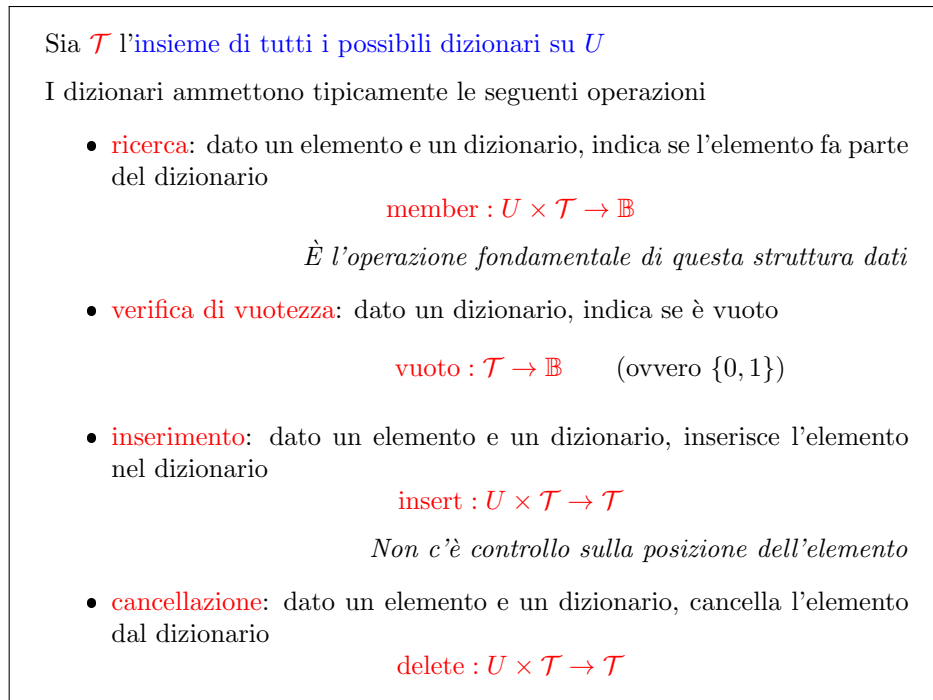 Sia 𝒯 l'insieme di tutti i possibili dizionari su U
I dizionari ammettono tipicamente le seguenti operazioni
• ricerca: dato un elemento e un dizionario, indica se l'elemento fa parte
del dizionario
member : U × 𝒯 → 𝔹
È l'operazione fondamentale di questa struttura dati
• verifica di vuotezza: dato un dizionario, indica se è vuoto
vuoto : 𝒯 → 𝔹 (ovvero {0, 1})
• inserimento: dato un elemento e un dizionario, inserisce l'elemento
nel dizionario
insert : U × 𝒯 → 𝒯
Non c'è controllo sulla posizione dell'elemento
• cancellazione: dato un elemento e un dizionario, cancella l'elemento
dal dizionario
delete : U × 𝒯 → 𝒯